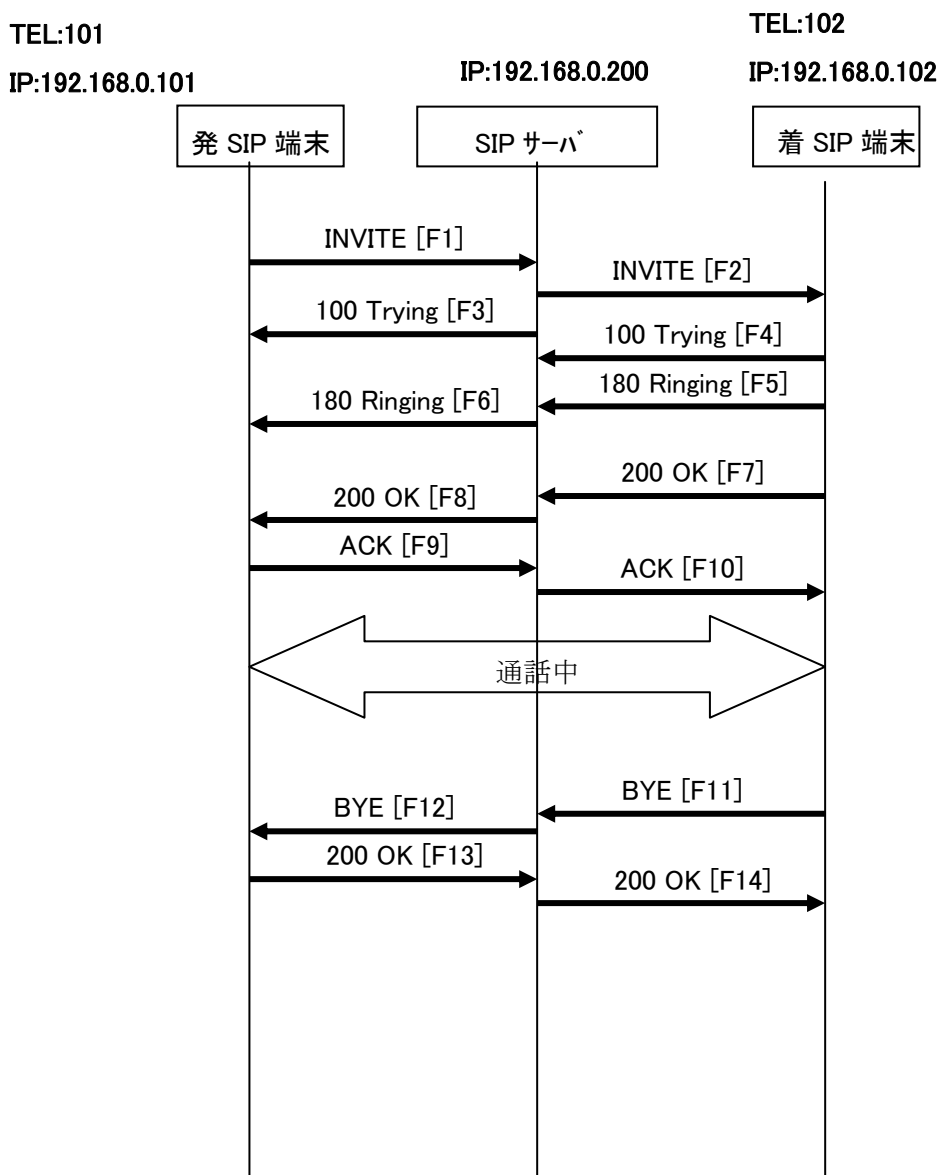 TEL:101
IP:192.168.0.101
IP:192.168.0.200
TEL:102
IP:192.168.0.102
発 SIP 端末
SIP ｻｰﾊﾞ
着 SIP 端末
INVITE [F1]
INVITE [F2]
100 Trying [F3]
100 Trying [F4]
180 Ringing [F5]
180 Ringing [F6]
200 OK [F7]
200 OK [F8]
ACK [F9]
ACK [F10]
通話中
BYE [F11]
BYE [F12]
200 OK [F13]
200 OK [F14]